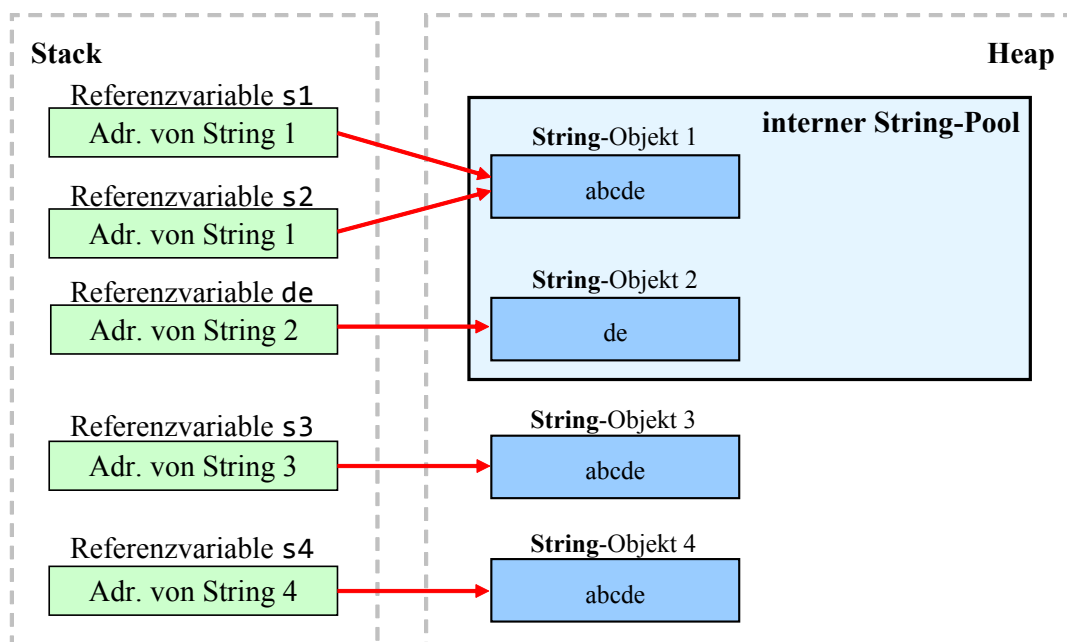 Stack
Heap
Referenzvariable s1
Adr. von String 1
interner String-Pool
String-Objekt 1
abcde
Referenzvariable s2
Adr. von String 1
Referenzvariable de
Adr. von String 2
String-Objekt 2
de
Referenzvariable s3
Adr. von String 3
String-Objekt 3
abcde
Referenzvariable s4
Adr. von String 4
String-Objekt 4
abcde